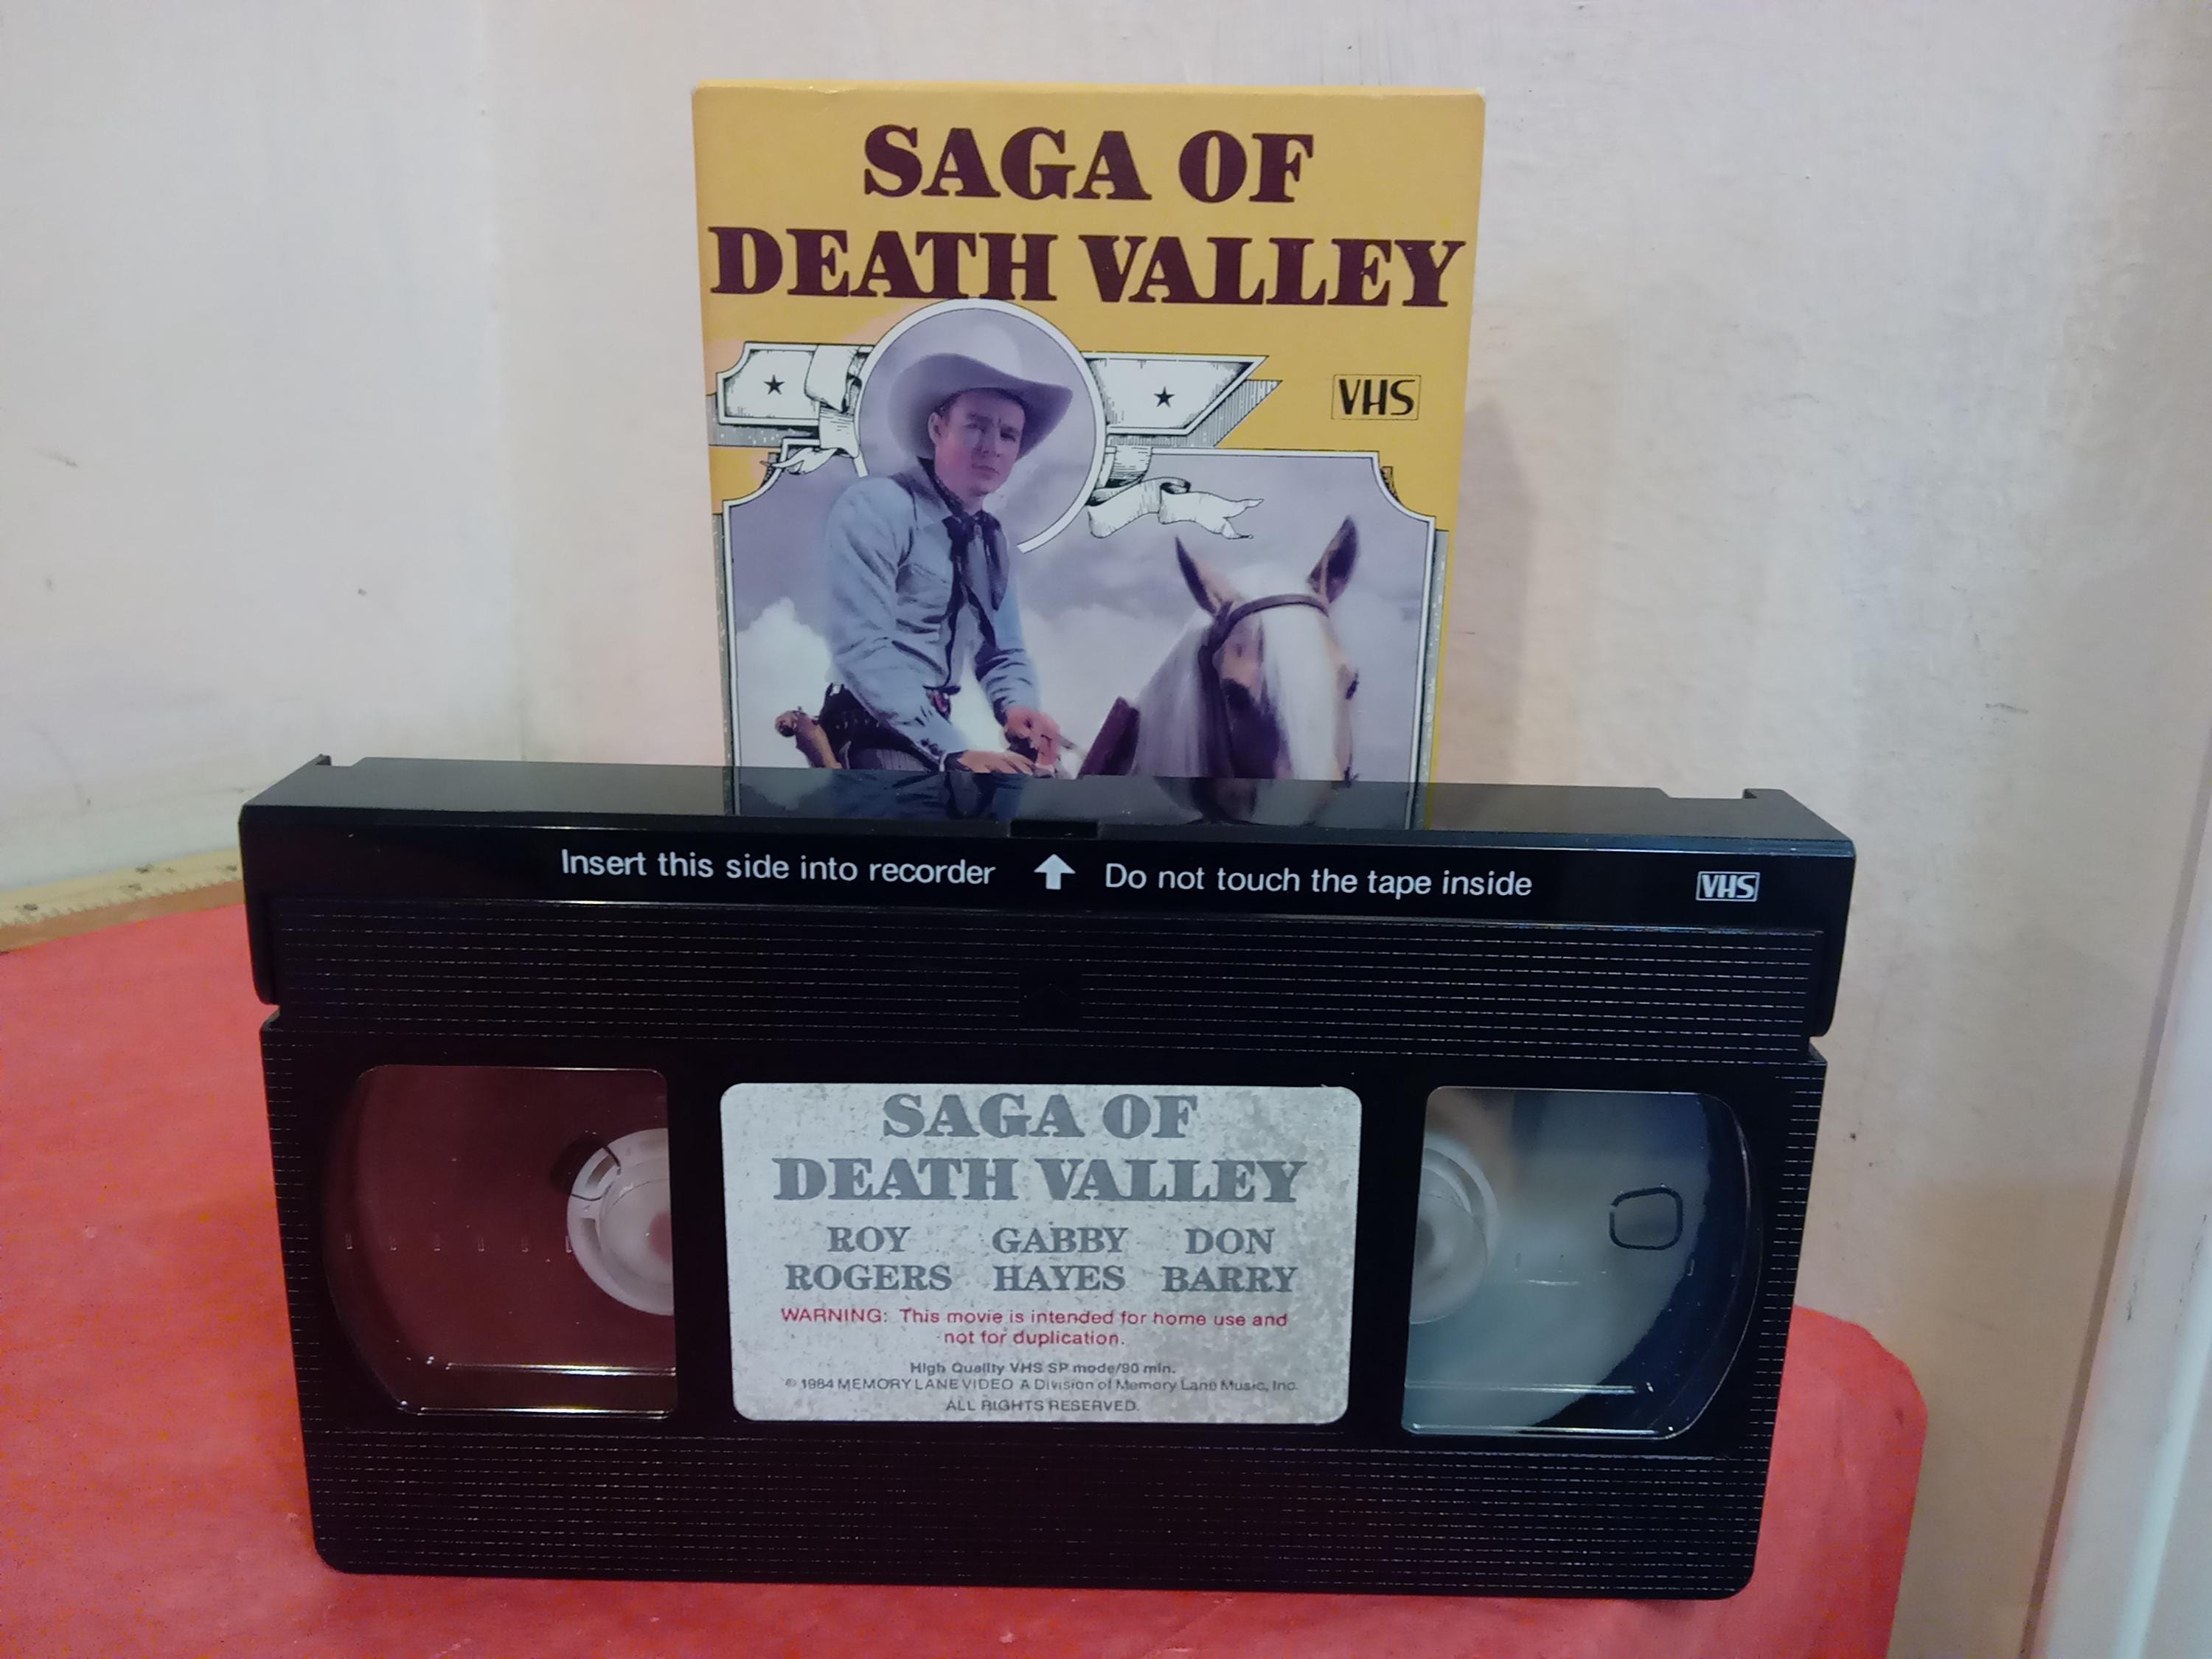 SAGA OF
DEATH VALLEY
VHS
Insert this side into recorder Do not touch the tape inside VHS
SAGA OF
DEATH VALLEY
ROY GABBY DON
ROGERS HAYES BARRY
WARNING: This movie is intended for home use and
not for duplication.
High Quality VHS SP mode/90 min.
© 1984 MEMORY LANE VIDEO A Division of Memory Lane Music, Inc.
ALL RIGHTS RESERVED.